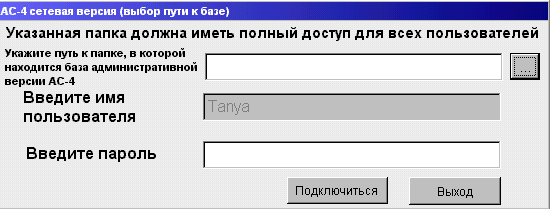 АС-4 сетевая версия (выбор пути к базе)
Указанная папка должна иметь полный доступ для всех пользователей
Укажите путь к папке, в которой
находится база административной
версии АС-4
...
Введите имя
пользователя
Tanya
Введите пароль
Подключиться
Выход